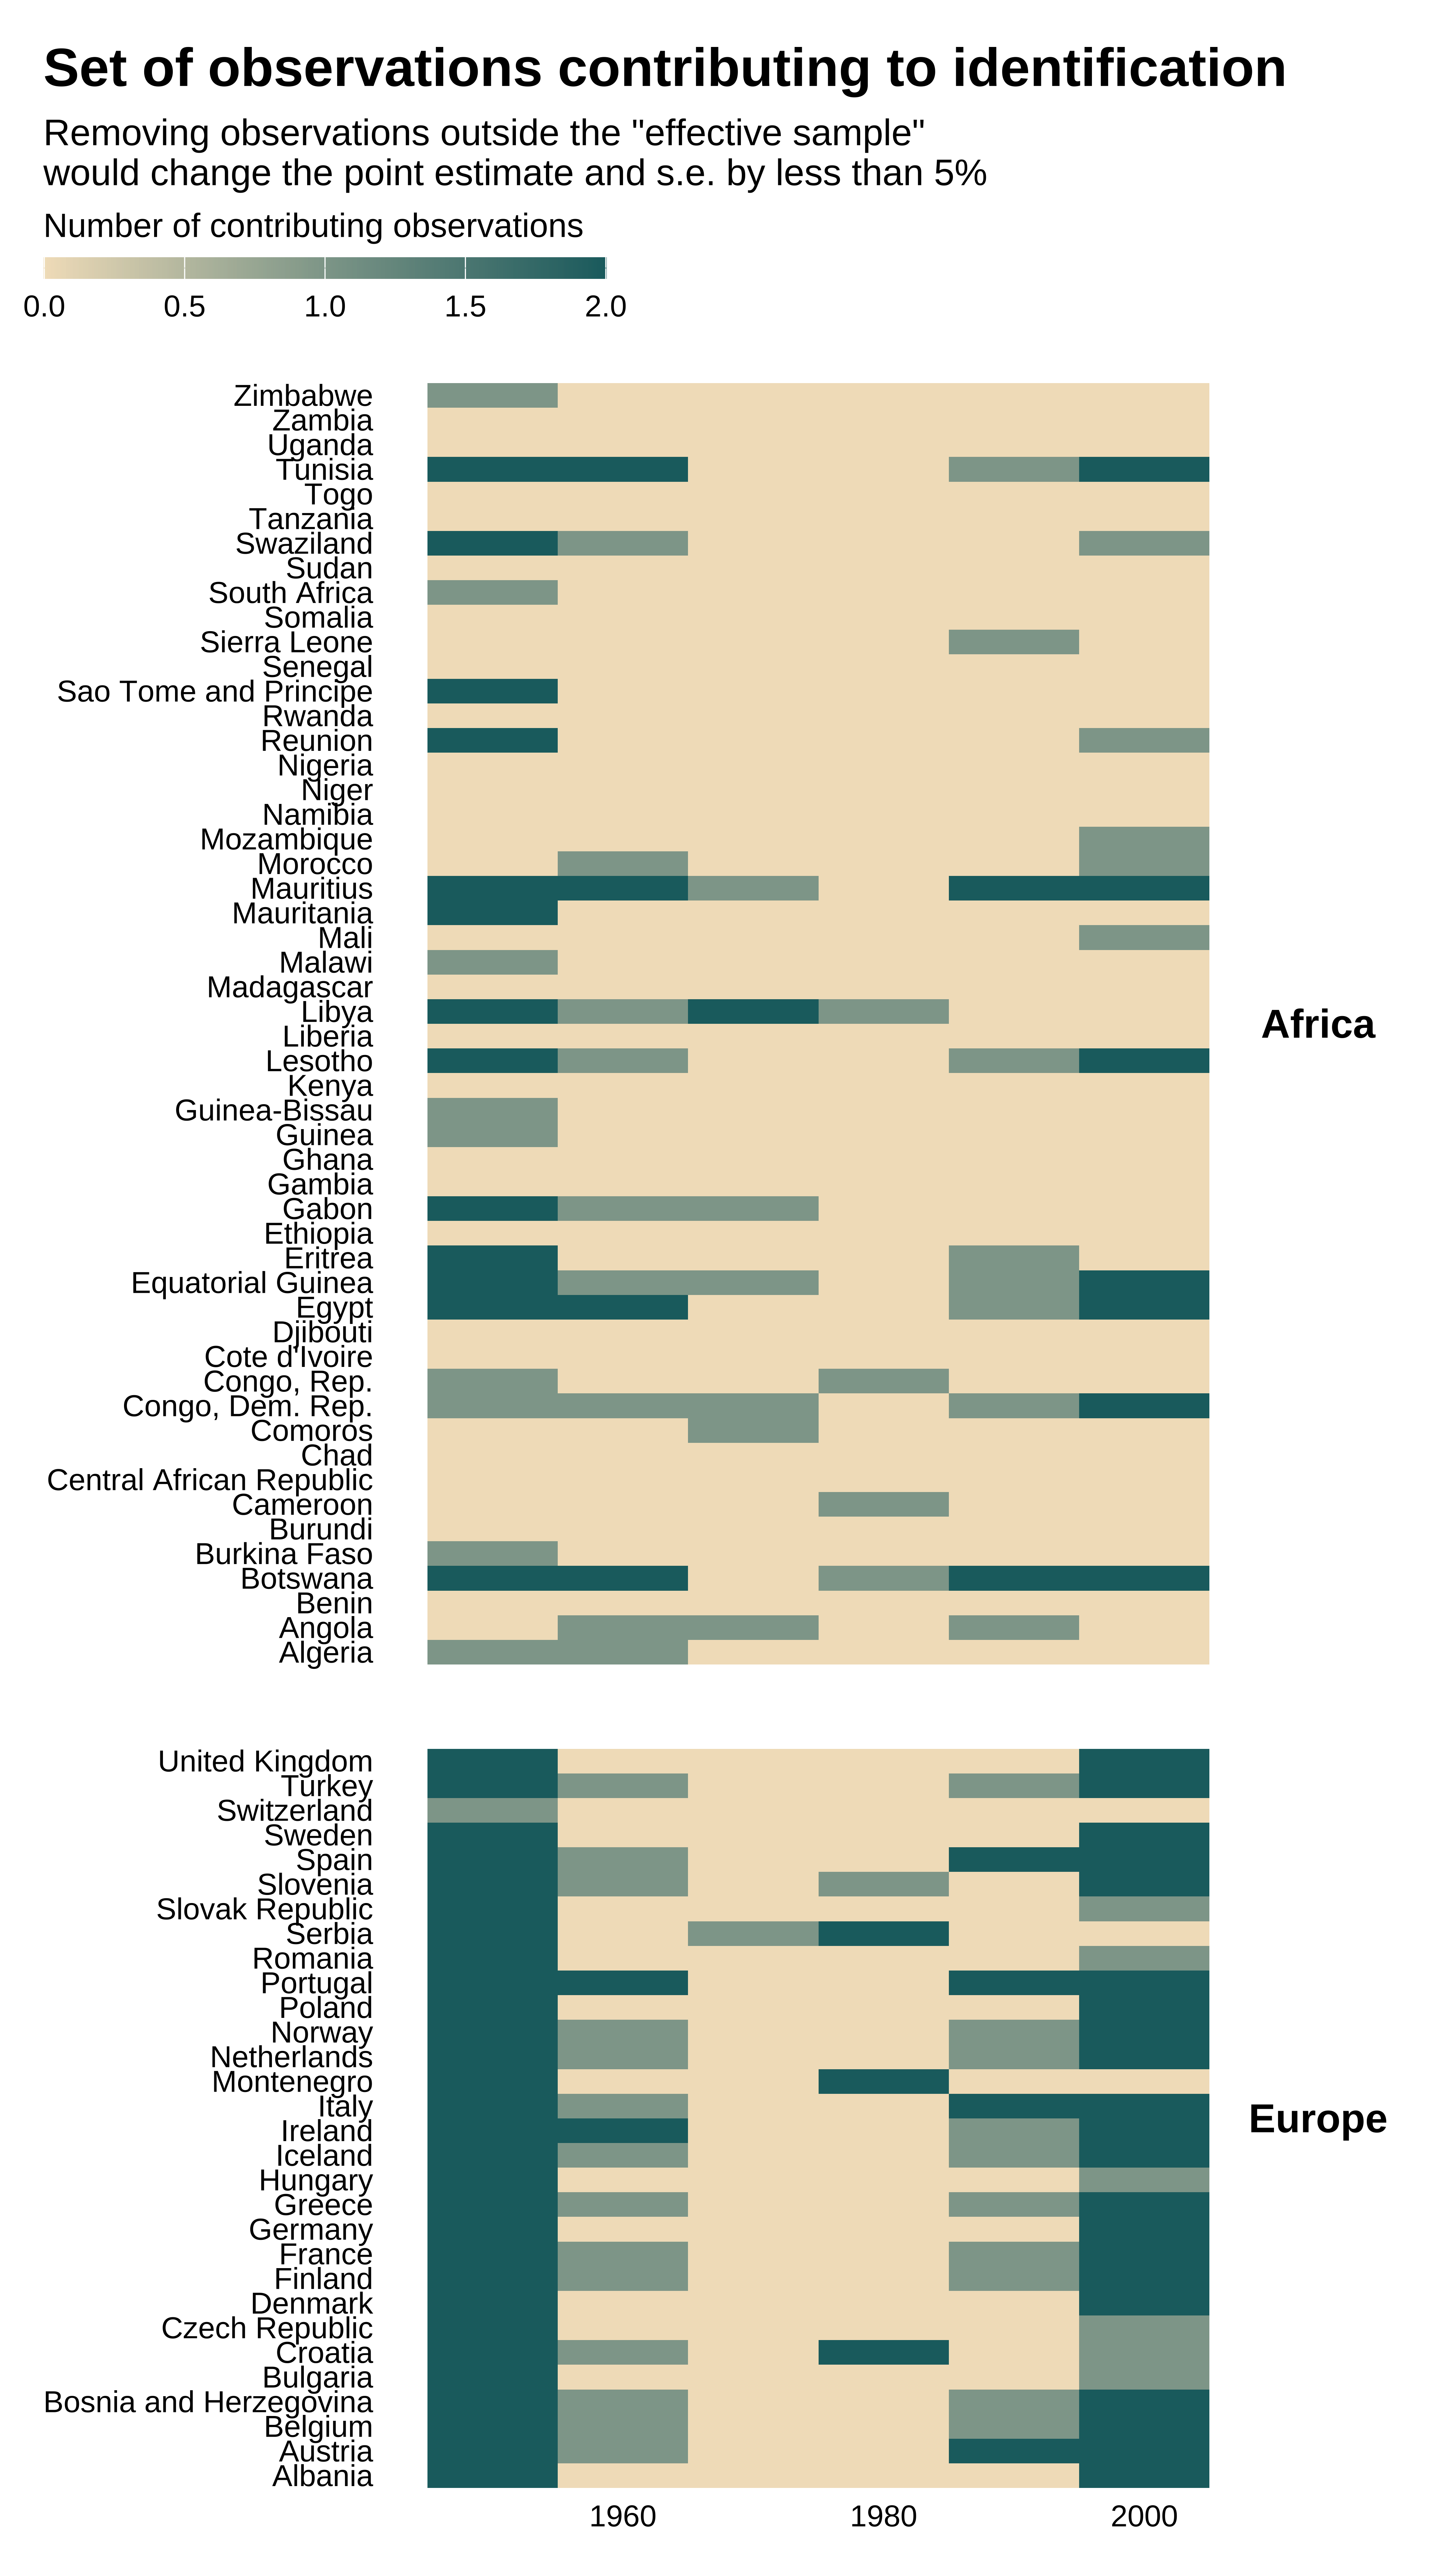 Set of observations contributing to identification
Removing observations outside the "effective sample"
would change the point estimate and s.e. by less than 5%
Number of contributing observations
0.0 0.5 1.0 1.5 2.0
Zimbabwe
Zambia
Uganda
Tunisia
Togo
Tanzania
Swaziland
Sudan
South Africa
Somalia
Sierra Leone
Senegal
Sao Tome and Principe
Rwanda
Reunion
Nigeria
Niger
Namibia
Mozambique
Morocco
Mauritius
Mauritania
Mali
Malawi
Madagascar
Libya
Liberia
Lesotho
Kenya
Guinea-Bissau
Guinea
Ghana
Gambia
Gabon
Ethiopia
Eritrea
Equatorial Guinea
Egypt
Djibouti
Cote d'Ivoire
Congo, Rep.
Congo, Dem. Rep.
Comoros
Chad
Central African Republic
Cameroon
Burundi
Burkina Faso
Botswana
Benin
Angola
Algeria
Africa
United Kingdom
Turkey
Switzerland
Sweden
Spain
Slovenia
Slovak Republic
Serbia
Romania
Portugal
Poland
Norway
Netherlands
Montenegro
Italy
Ireland
Iceland
Hungary
Greece
Germany
France
Finland
Denmark
Czech Republic
Croatia
Bulgaria
Bosnia and Herzegovina
Belgium
Austria
Albania
Europe
1960 1980 2000